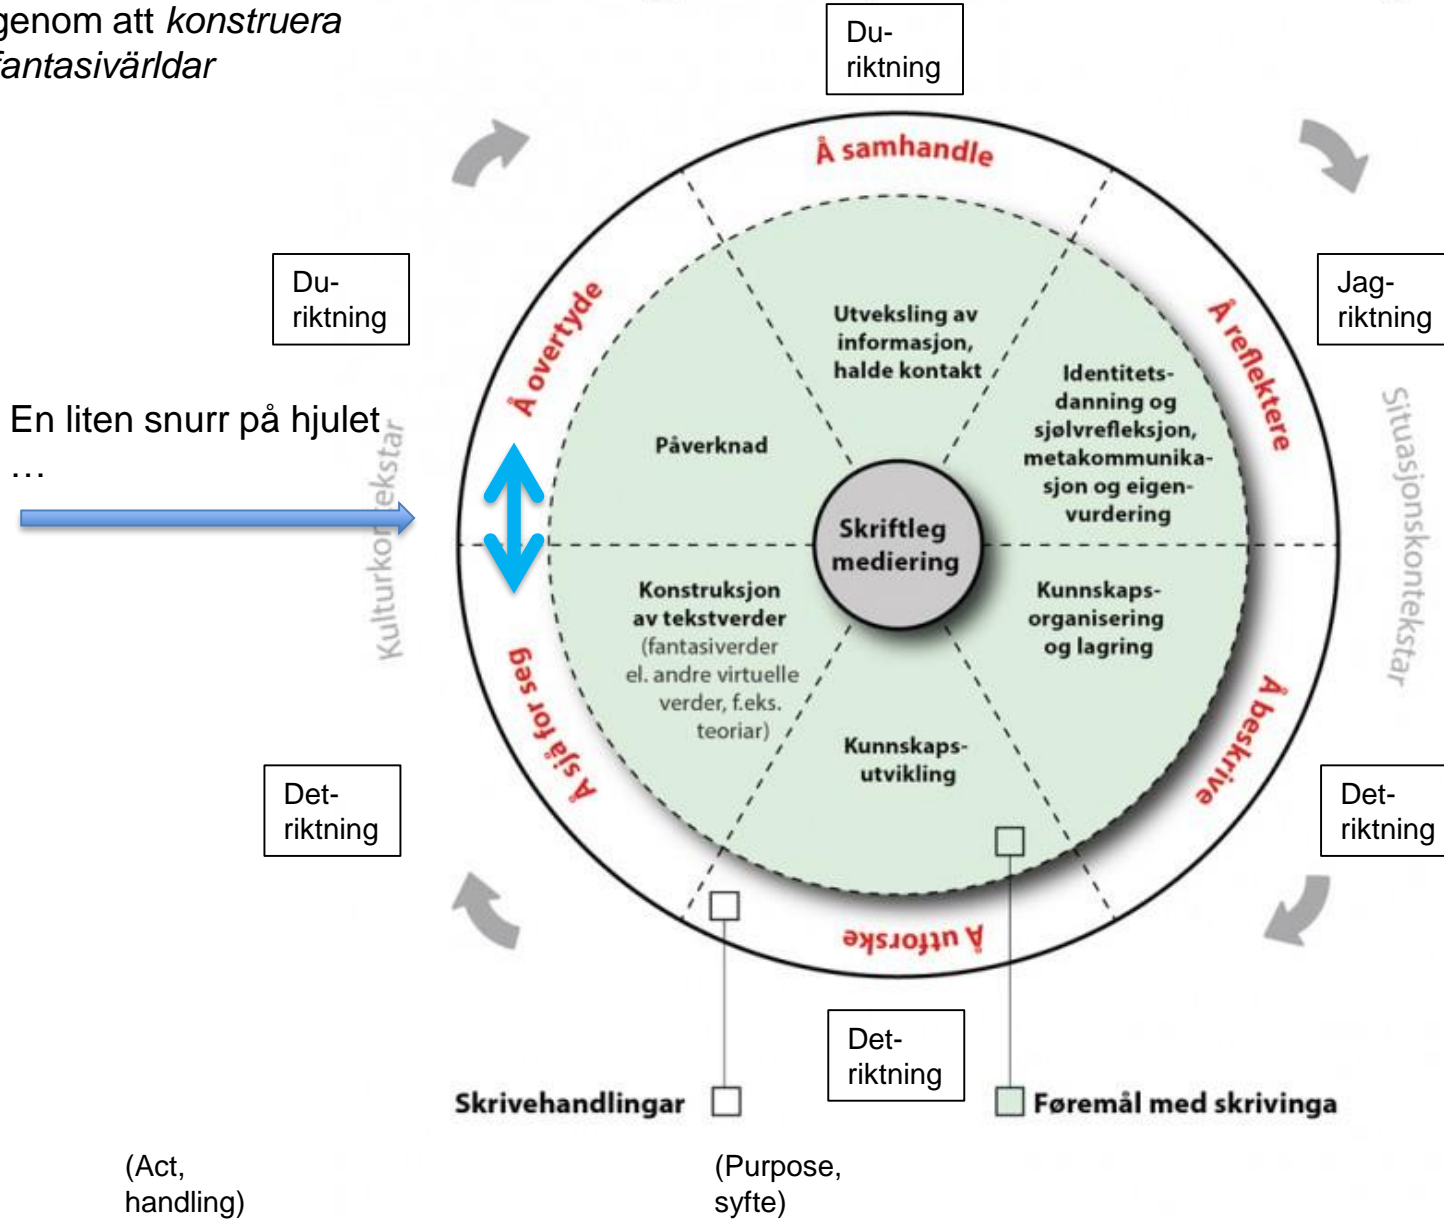 genom att konstruera
fantasivärldar
Du-
riktning
Å samhandle
Du-
riktning
Å overtyde
Jag-
riktning
Å reflektere
Utveksling av
informasjon,
halde kontakt
Identitets-
danning og
sjølvrefleksjon,
metakommunika-
sjon og eigen-
vurdering
En liten snurr på hjulet
…
Påverknad
Kulturkontekstar
Situasjonskontekstar
Skriftleg
mediering
Konstruksjon
av tekstverder
(fantasiverder
el. andre virtuelle
verder, f.eks.
teoriar)
Kunnskaps-
organisering
og lagring
Å sjå for seg
Å beskrive
Kunnskaps-
utvikling
Det-
riktning
Det-
riktning
Å utforske
Det-
riktning
Skrivehandlingar
Føremål med skrivinga
(Act,
handling)
(Purpose,
syfte)